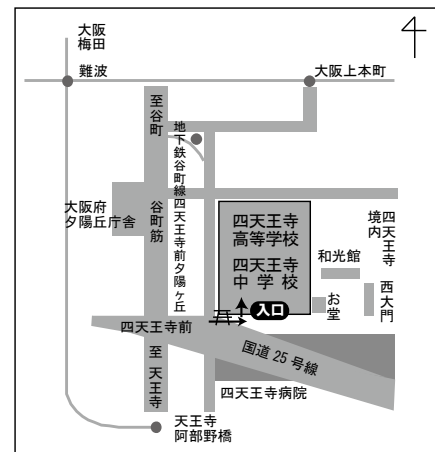 大阪
梅田
難波
大阪上本町
至谷町
地下鉄谷町線四天王寺前夕陽ヶ丘
大阪府
夕陽丘庁舎
谷町筋
四天王寺
高等学校
四天王寺
中学校
四天王寺
境内
和光館
西大門
お堂
入口
四天王寺前
国道25号線
至 天王寺
四天王寺病院
天王寺
阿部野橋